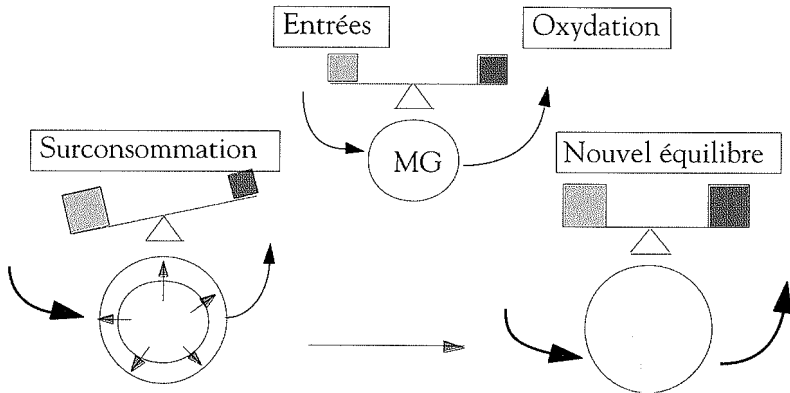 Entrées
Oxydation
MG
Surconsommation
Nouvel équilibre